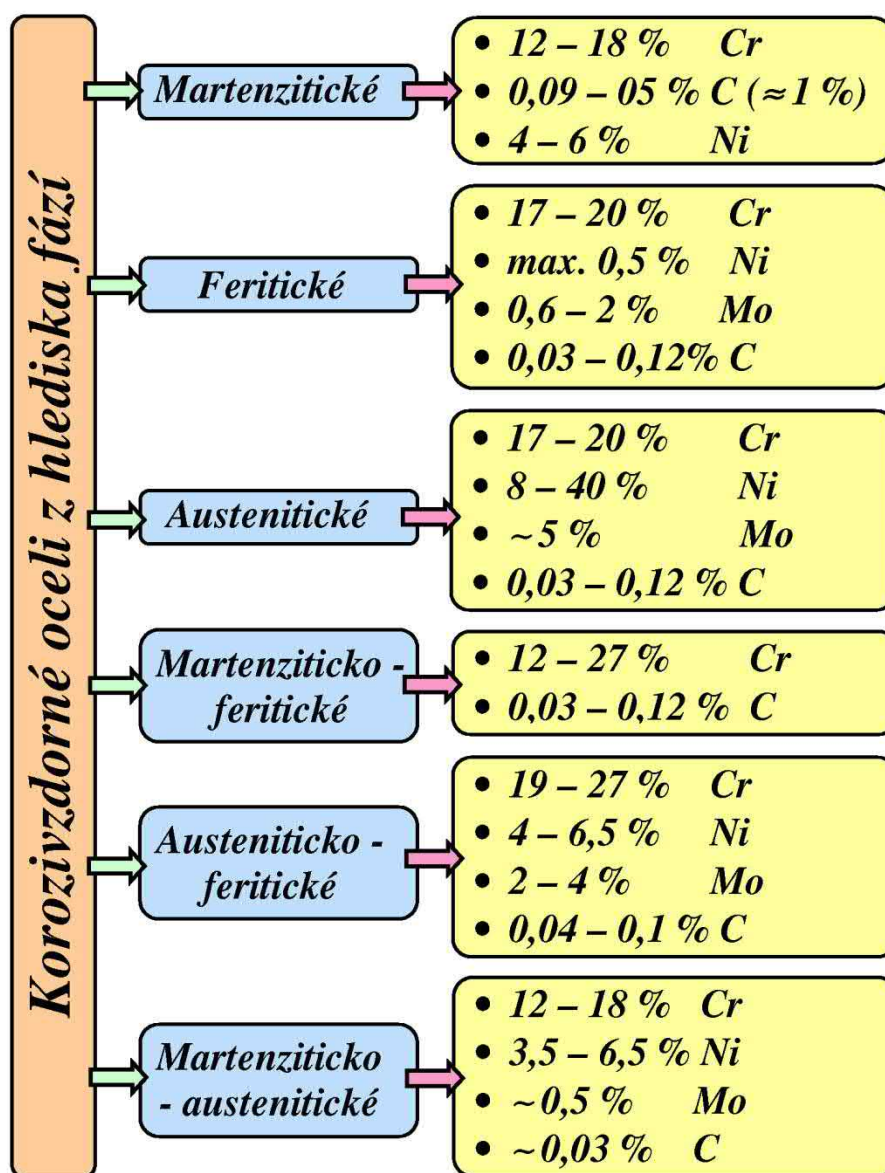 Korozivzdorné oceli z hlediska fází
Martenzitické
• 12 – 18 % Cr
• 0,09 – 05 % C (≈1 %)
• 4 – 6 % Ni
Feritické
• 17 – 20 % Cr
• max. 0,5 % Ni
• 0,6 – 2 % Mo
• 0,03 – 0,12% C
Austenitické
• 17 – 20 % Cr
• 8 – 40 % Ni
• ~5 % Mo
• 0,03 – 0,12 % C
Martenziticko -
feritické
• 12 – 27 % Cr
• 0,03 – 0,12 % C
Austeniticko -
feritické
• 19 – 27 % Cr
• 4 – 6,5 % Ni
• 2 – 4 % Mo
• 0,04 – 0,1 % C
Martenziticko
- austenitické
• 12 – 18 % Cr
• 3,5 – 6,5 % Ni
• ~0,5 % Mo
• ~0,03 % C